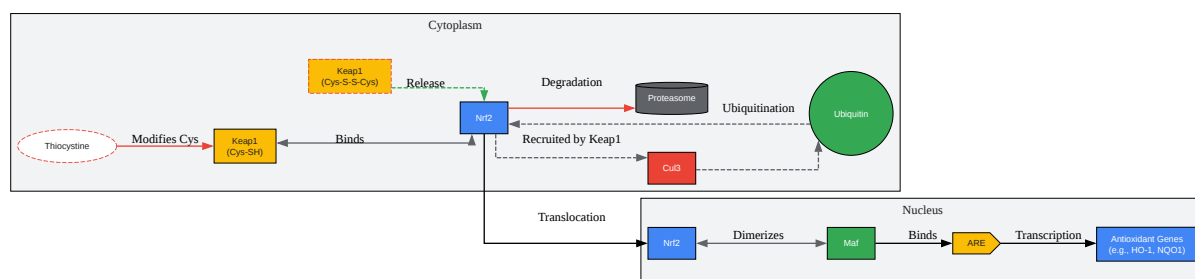 Cytoplasm
Keap1
(Cys-S-S-Cys)
Release
Degradation
Proteasome
Ubiquitination
Ubiquitin
Nrf2
Thiocystine
Modifies Cys
Keap1
(Cys-SH)
Binds
Recruited by Keap1
Cul3
Translocation
Nucleus
Nrf2
Dimerizes
Maf
Binds
ARE
Transcription
Antioxidant Genes
(e.g., HO-1, NQO1)